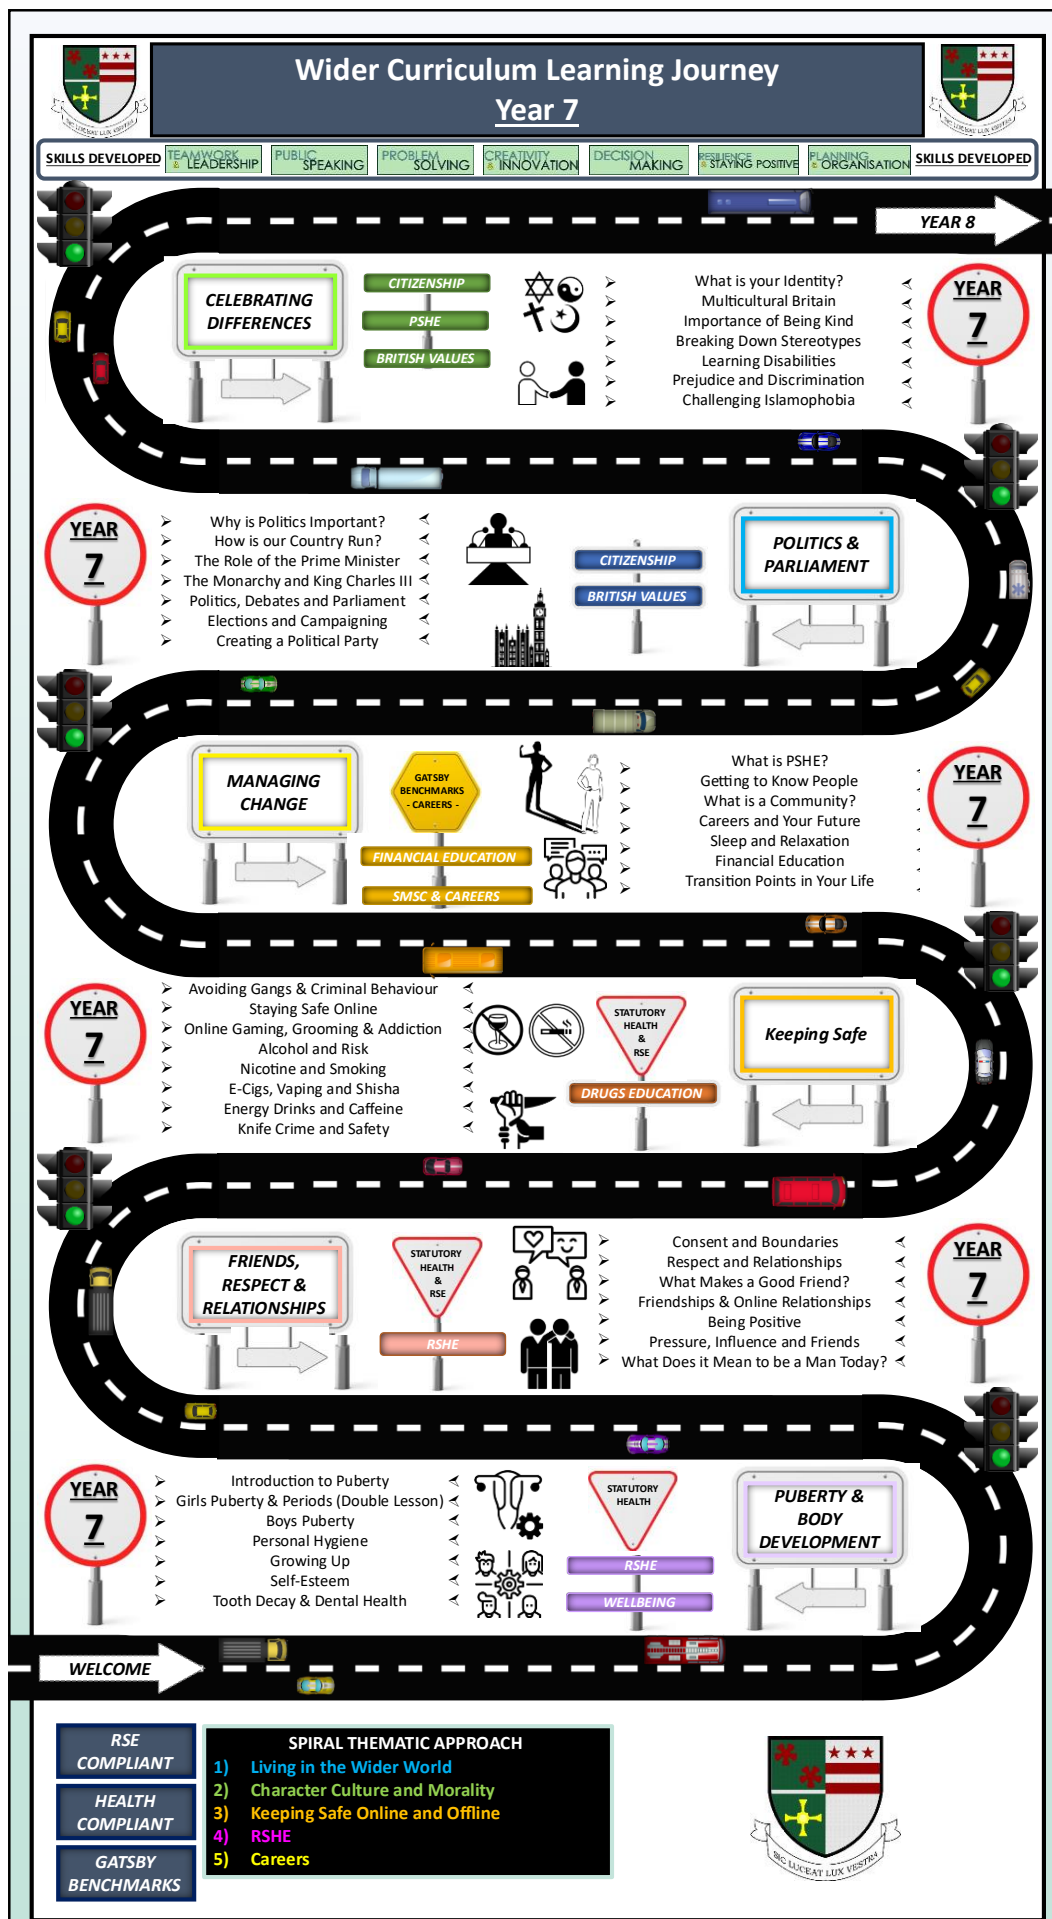 Wider Curriculum Learning Journey
Year 7
SKILLS DEVELOPED
TEAMWORK
& LEADERSHIP
PUBLIC
SPEAKING
PROBLEM
SOLVING
CREATIVITY
& INNOVATION
DECISION
MAKING
RESILIENCE
& STAYING POSITIVE
PLANNING
& ORGANISATION
SKILLS DEVELOPED
YEAR 8
CELEBRATING
DIFFERENCES
CITIZENSHIP
PSHE
BRITISH VALUES
What is your Identity?
Multicultural Britain
Importance of Being Kind
Breaking Down Stereotypes
Learning Disabilities
Prejudice and Discrimination
Challenging Islamophobia
YEAR
7
YEAR
7
Why is Politics Important?
How is our Country Run?
The Role of the Prime Minister
The Monarchy and King Charles III
Politics, Debates and Parliament
Elections and Campaigning
Creating a Political Party
CITIZENSHIP
BRITISH VALUES
POLITICS &
PARLIAMENT
MANAGING
CHANGE
GATSBY
BENCHMARKS
- CAREERS -
FINANCIAL EDUCATION
SMSC & CAREERS
What is PSHE?
Getting to Know People
What is a Community?
Careers and Your Future
Sleep and Relaxation
Financial Education
Transition Points in Your Life
YEAR
7
YEAR
7
Avoiding Gangs & Criminal Behaviour
Staying Safe Online
Online Gaming, Grooming & Addiction
Alcohol and Risk
Nicotine and Smoking
E-Cigs, Vaping and Shisha
Energy Drinks and Caffeine
Knife Crime and Safety
STATUTORY
HEALTH
&
RSE
DRUGS EDUCATION
Keeping Safe
FRIENDS,
RESPECT &
RELATIONSHIPS
STATUTORY
HEALTH
&
RSE
RSHE
Consent and Boundaries
Respect and Relationships
What Makes a Good Friend?
Friendships & Online Relationships
Being Positive
Pressure, Influence and Friends
What Does it Mean to be a Man Today?
YEAR
7
YEAR
7
Introduction to Puberty
Girls Puberty & Periods (Double Lesson)
Boys Puberty
Personal Hygiene
Growing Up
Self-Esteem
Tooth Decay & Dental Health
STATUTORY
HEALTH
RSHE
WELLBEING
PUBERTY &
BODY
DEVELOPMENT
WELCOME
RSE
COMPLIANT
HEALTH
COMPLIANT
GATSBY
BENCHMARKS
SPIRAL THEMATIC APPROACH
1) Living in the Wider World
2) Character Culture and Morality
3) Keeping Safe Online and Offline
4) RSHE
5) Careers
SIC LUCEAT LUX VESTRA